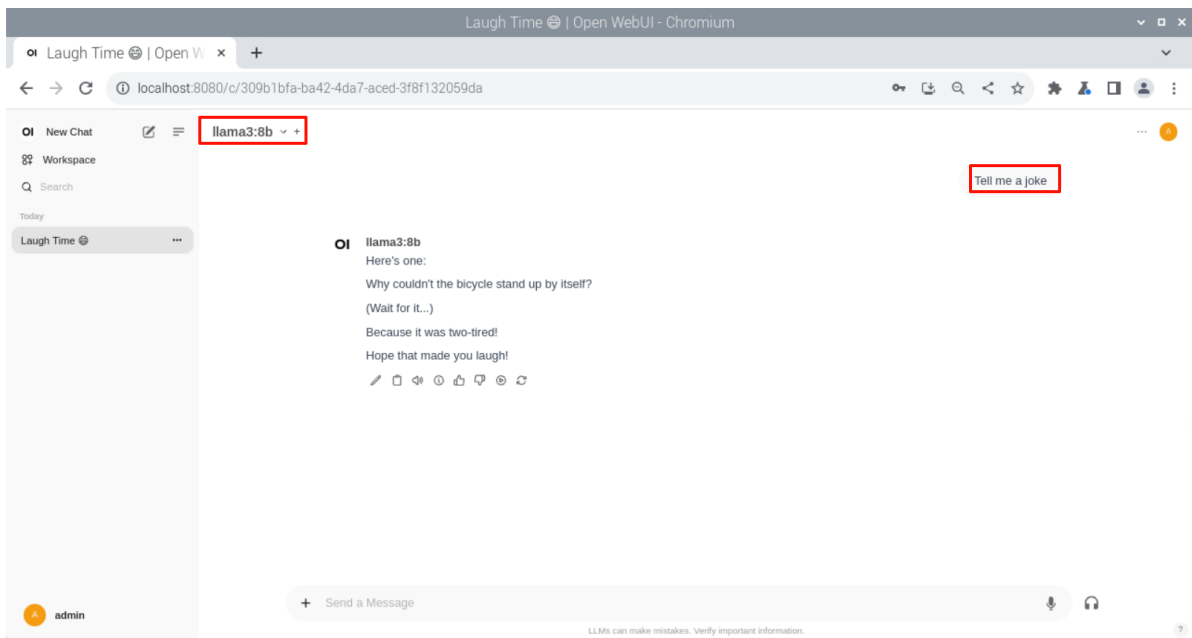 Laugh Time 😄 | Open WebUI - Chromium
OI Laugh Time 😄 | Open W
localhost:8080/c/309b1bfa-ba42-4da7-aced-3f8f132059da
OI New Chat
llama3:8b
A
Workspace
Search
Tell me a joke
Today
Laugh Time 😄
OI llama3:8b
Here's one:
Why couldn't the bicycle stand up by itself?
(Wait for it...)
Because it was two-tired!
Hope that made you laugh!
A admin
Send a Message
LLMs can make mistakes. Verify important information.
?